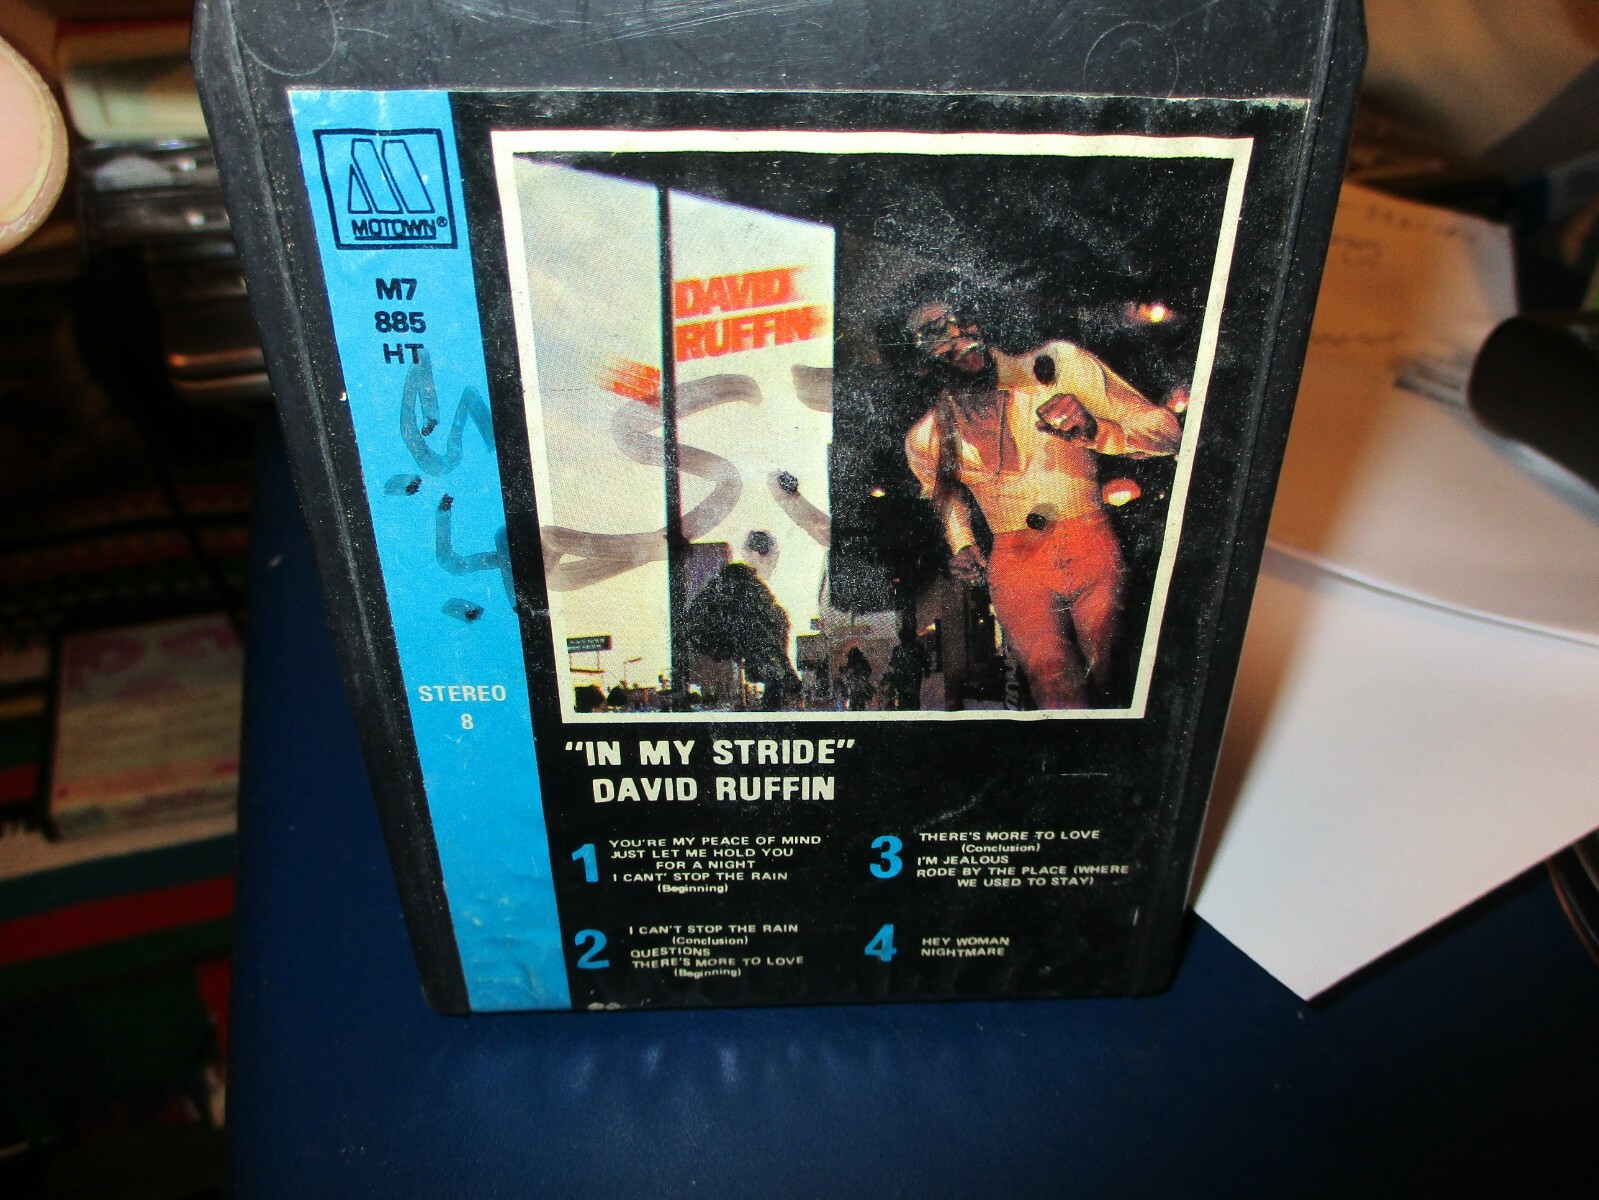 MOTOWN®
M7
885
HT
STEREO
8
DAVID
RUFFIN
"IN MY STRIDE"
DAVID RUFFIN
1
YOU'RE MY PEACE OF MIND
JUST LET ME HOLD YOU
FOR A NIGHT
I CANT' STOP THE RAIN
(Beginning)
2
I CAN'T STOP THE RAIN
(Conclusion)
QUESTIONS
THERE'S MORE TO LOVE
(Beginning)
3
THERE'S MORE TO LOVE
(Conclusion)
I'M JEALOUS
RODE BY THE PLACE (WHERE
WE USED TO STAY)
4
HEY WOMAN
NIGHTMARE